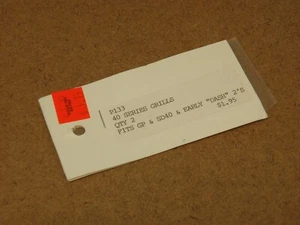 P133
40 SERIES GRILLS
QTY 2
FITS GP & SD40 & EARLY "DASH" 2'S
$1.95